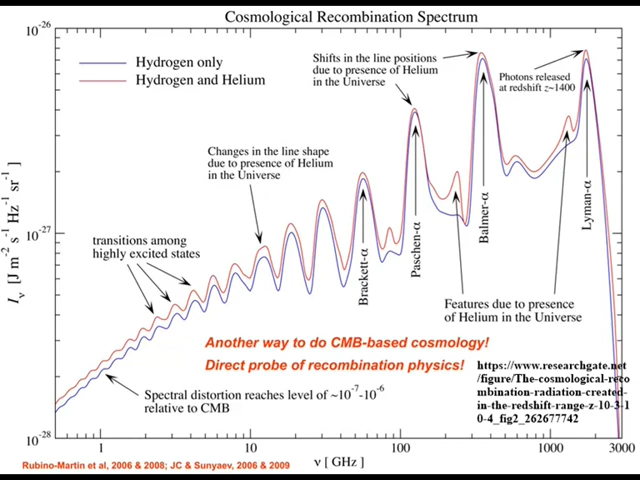 Cosmological Recombination Spectrum
10⁻²⁶
Hydrogen only
Hydrogen and Helium
Shifts in the line positions
due to presence of Helium
in the Universe
Photons released
at redshift z~1400
Changes in the line shape
due to presence of Helium
in the Universe
10⁻²⁷
transitions among
highly excited states
I_ν [J m⁻² s⁻¹ Hz⁻¹ sr⁻¹]
Brackett-α
Paschen-α
Balmer-α
Lyman-α
Features due to presence
of Helium in the Universe
Another way to do CMB-based cosmology!
Direct probe of recombination physics!
https://www.researchgate.net
/figure/The-cosmological-reco
mbination-radiation-created-
in-the-redshift-range-z-10-3-1
0-4_fig2_262677742
Spectral distortion reaches level of ~10⁻⁷-10⁻⁶
relative to CMB
10⁻²⁸
1 10 100 1000 3000
ν [ GHz ]
Rubino-Martin et al, 2006 & 2008; JC & Sunyaev, 2006 & 2009